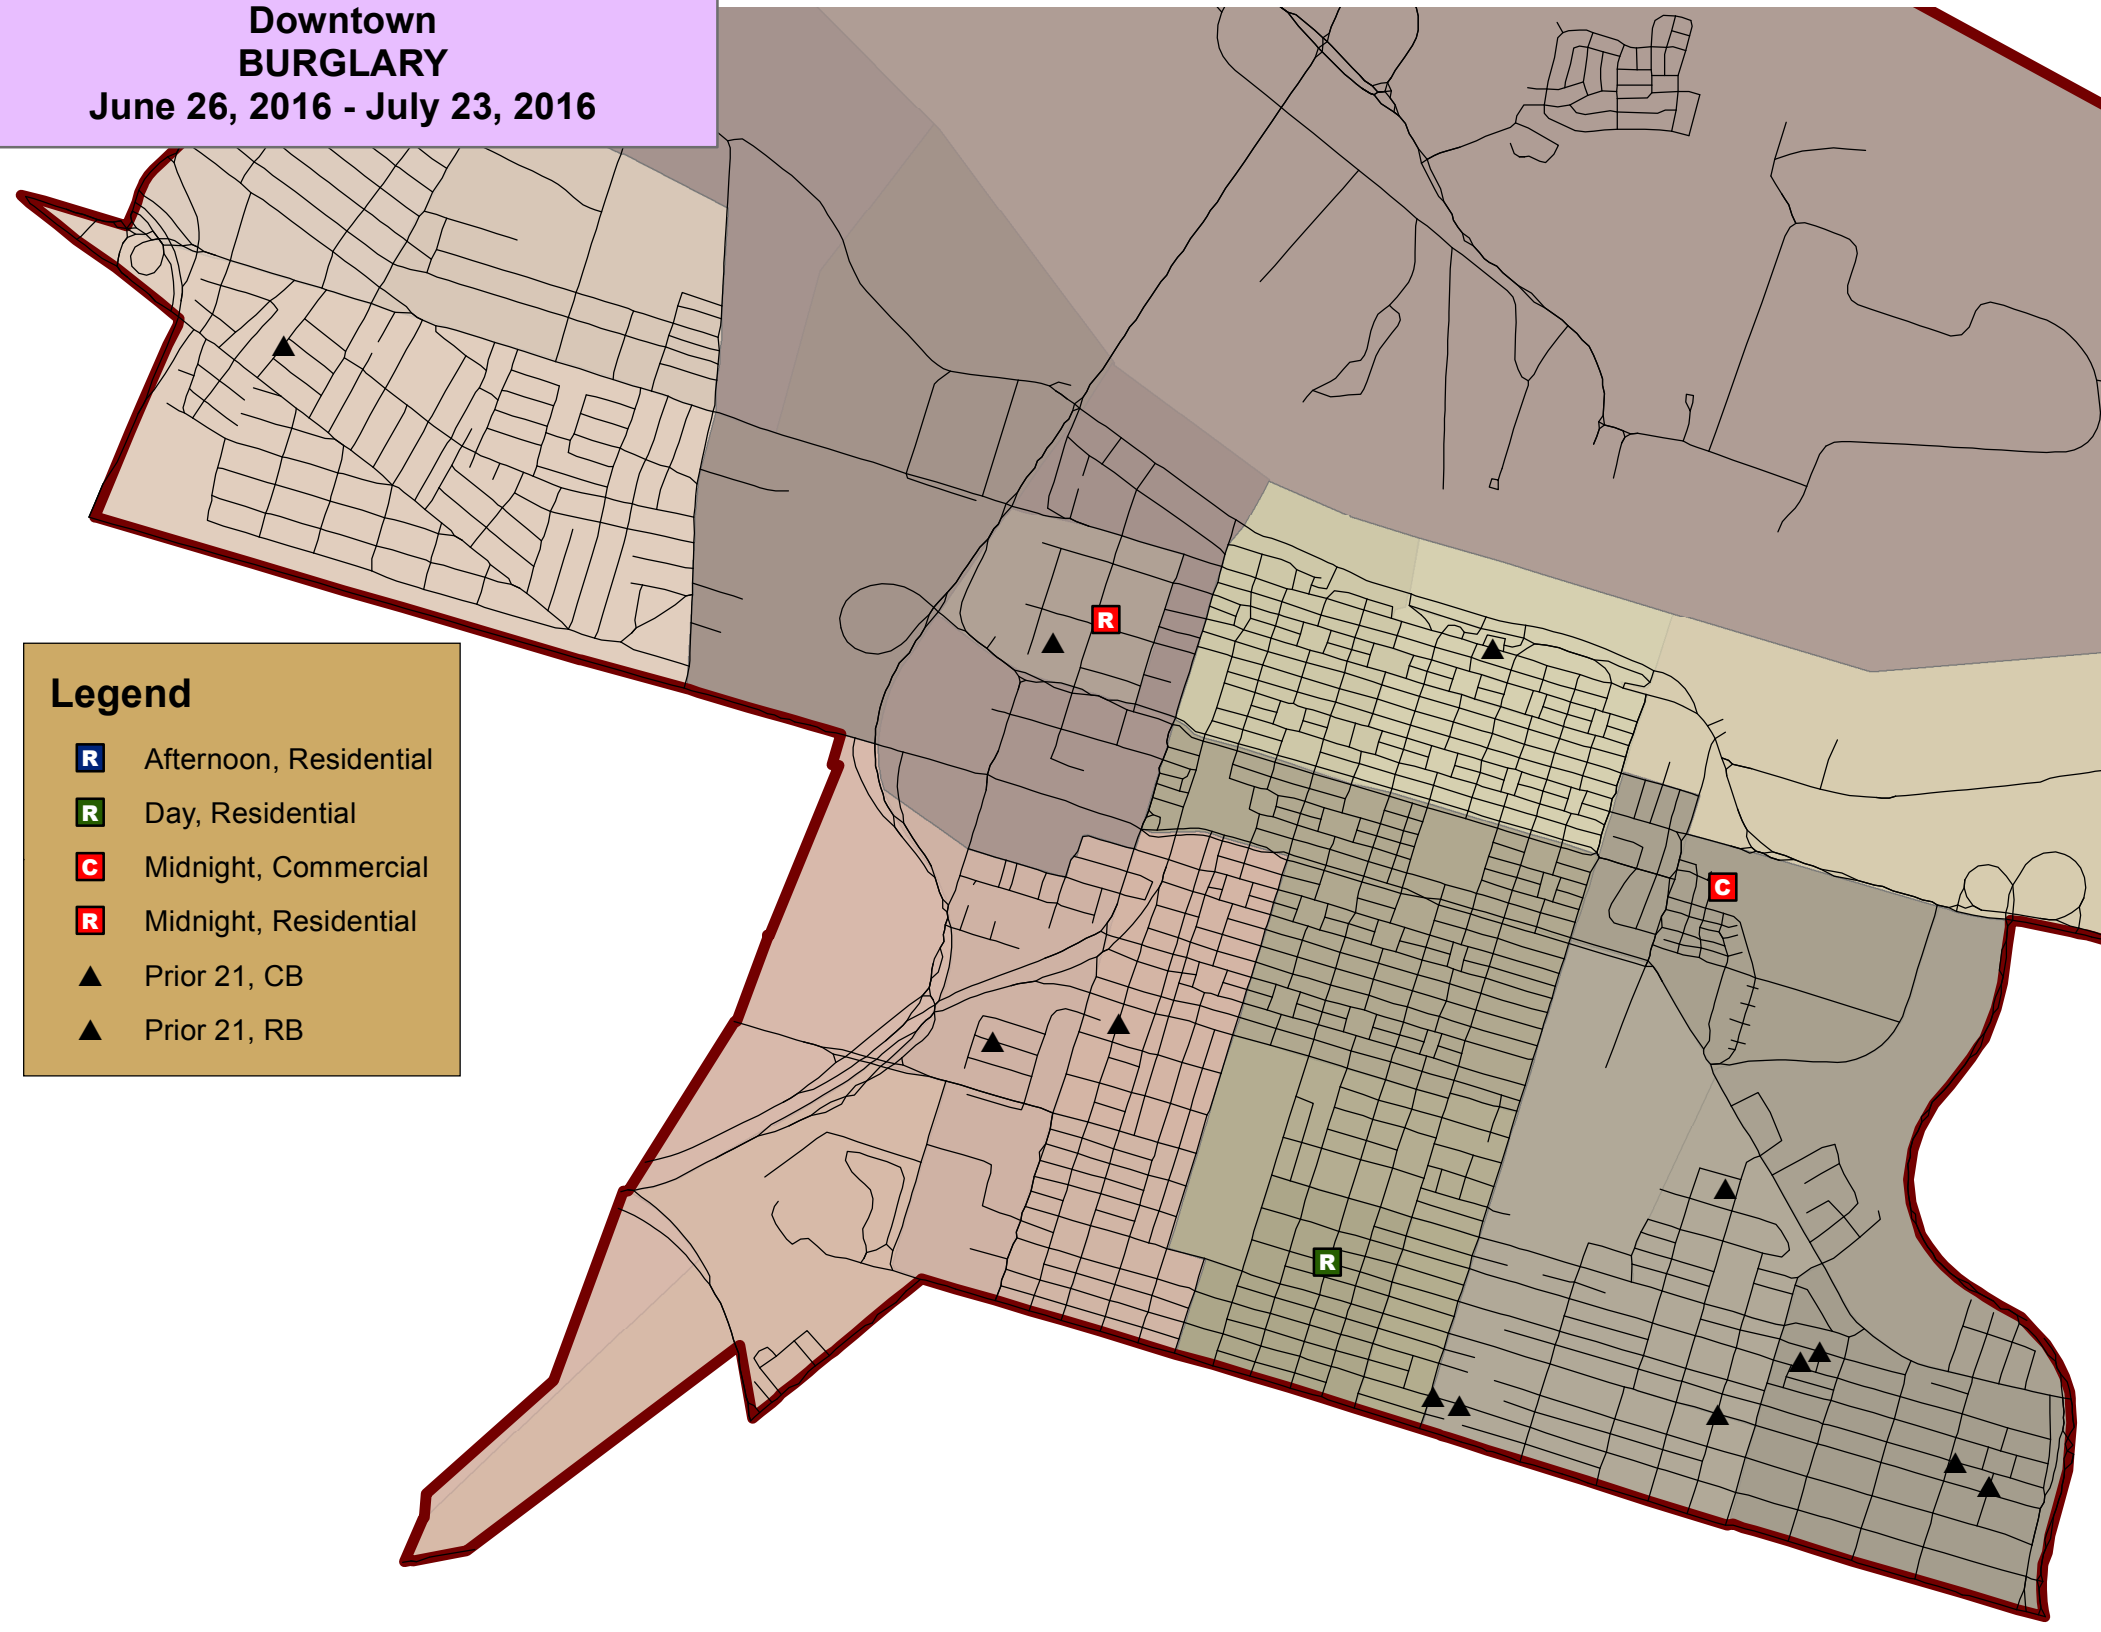 Downtown
BURGLARY
June 26, 2016 - July 23, 2016
R
R
C
R
Legend
R Afternoon, Residential
R Day, Residential
C Midnight, Commercial
R Midnight, Residential
Prior 21, CB
Prior 21, RB